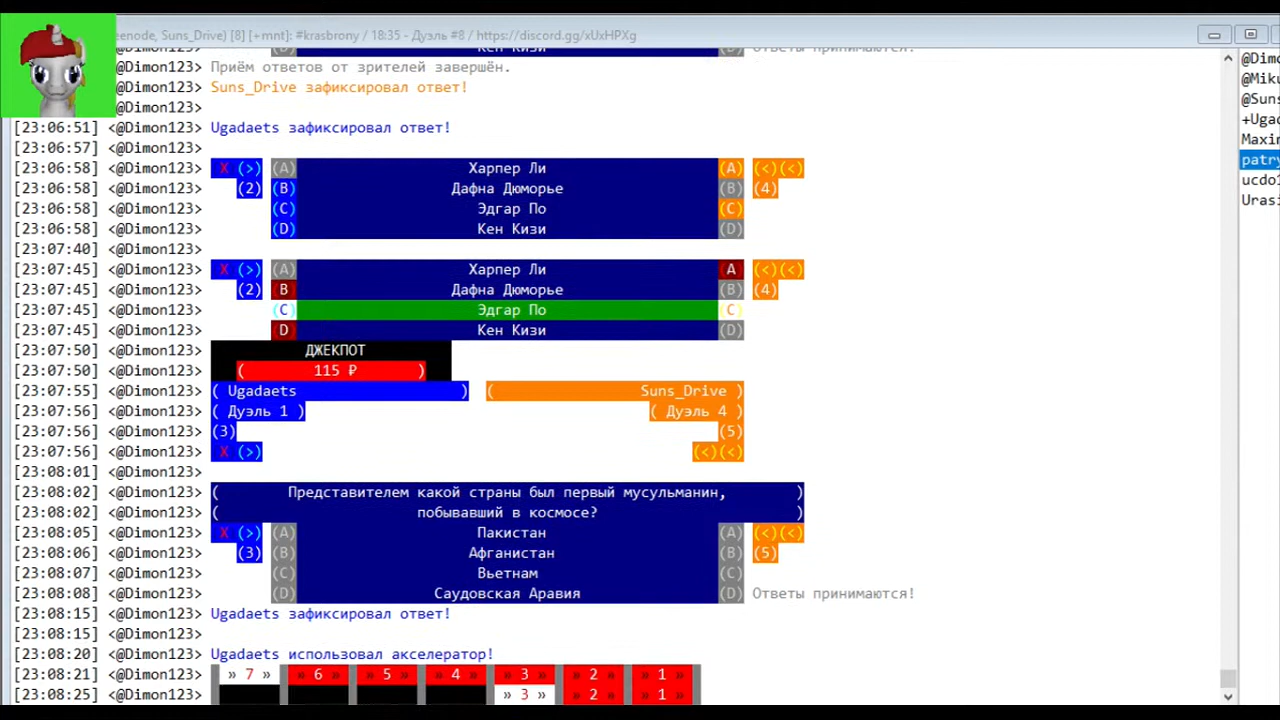 eenode, Suns_Drive) [8] [+mnt]: #krasbrony / 18:35 - Дуэль #8 / https://discord.gg/xUxHPXg
(D) Кен Кизи (D) Ответы принимаются!
@Dimon123> Приём ответов от зрителей завершён.
@Dimon123> Suns_Drive зафиксировал ответ!
@Dimon123>
[23:06:51] <@Dimon123> Ugadaets зафиксировал ответ!
[23:06:57] <@Dimon123>
[23:06:58] <@Dimon123> X (>) (A) Харпер Ли (A) (<)(<)
[23:06:58] <@Dimon123> (2) (B) Дафна Дюморье (B) (4)
[23:06:58] <@Dimon123> (C) Эдгар По (C)
[23:06:58] <@Dimon123> (D) Кен Кизи (D)
[23:07:40] <@Dimon123>
[23:07:45] <@Dimon123> X (>) (A) Харпер Ли A (<)(<)
[23:07:45] <@Dimon123> (2) B Дафна Дюморье (B) (4)
[23:07:45] <@Dimon123> (C) Эдгар По (C)
[23:07:45] <@Dimon123> D Кен Кизи (D)
[23:07:50] <@Dimon123> ДЖЕКПОТ
[23:07:50] <@Dimon123> ( 115 ₽ )
[23:07:55] <@Dimon123> ( Ugadaets ) ( Suns_Drive )
[23:07:56] <@Dimon123> ( Дуэль 1 ) ( Дуэль 4 )
[23:07:56] <@Dimon123> (3) (5)
[23:07:56] <@Dimon123> X (>) (<)(<)
[23:08:01] <@Dimon123>
[23:08:02] <@Dimon123> ( Представителем какой страны был первый мусульманин, )
[23:08:02] <@Dimon123> ( побывавший в космосе? )
[23:08:05] <@Dimon123> X (>) (A) Пакистан (A) (<)(<)
[23:08:06] <@Dimon123> (3) (B) Афганистан (B) (5)
[23:08:07] <@Dimon123> (C) Вьетнам (C)
[23:08:08] <@Dimon123> (D) Саудовская Аравия (D) Ответы принимаются!
[23:08:15] <@Dimon123> Ugadaets зафиксировал ответ!
[23:08:15] <@Dimon123>
[23:08:20] <@Dimon123> Ugadaets использовал акселератор!
[23:08:21] <@Dimon123> » 7 » » 6 » » 5 » » 4 » » 3 » » 2 » » 1 »
[23:08:25] <@Dimon123> » 3 » » 2 » » 1 »
@Dimo
@Miku
@Suns
+Ugad
Maxin
patry
ucdo1
Urasi